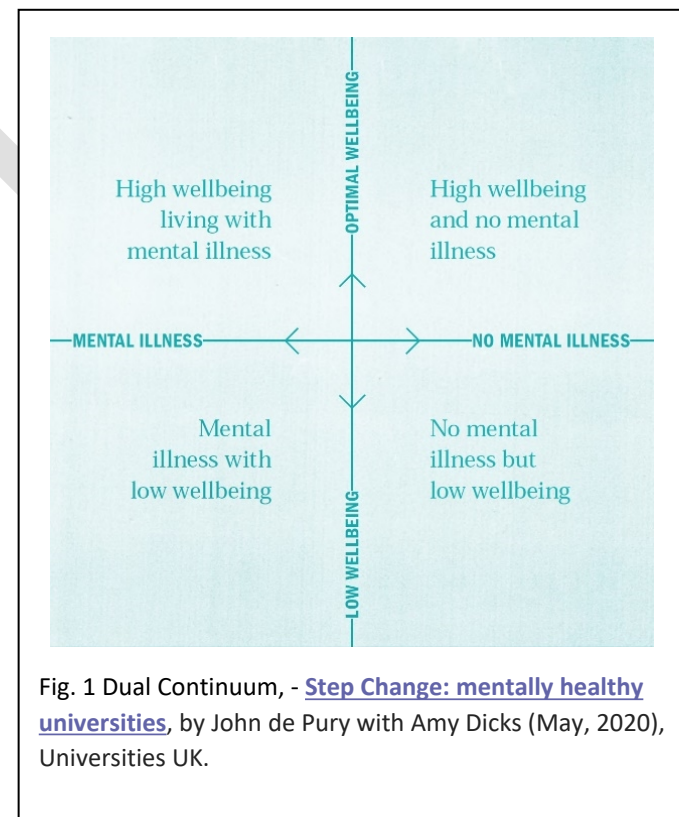 OPTIMAL WELLBEING
High wellbeing
living with
mental illness
High wellbeing
and no mental
illness
MENTAL ILLNESS
NO MENTAL ILLNESS
Mental
illness with
low wellbeing
No mental
illness but
low wellbeing
LOW WELLBEING
Fig. 1 Dual Continuum, - Step Change: mentally healthy
universities, by John de Pury with Amy Dicks (May, 2020),
Universities UK.